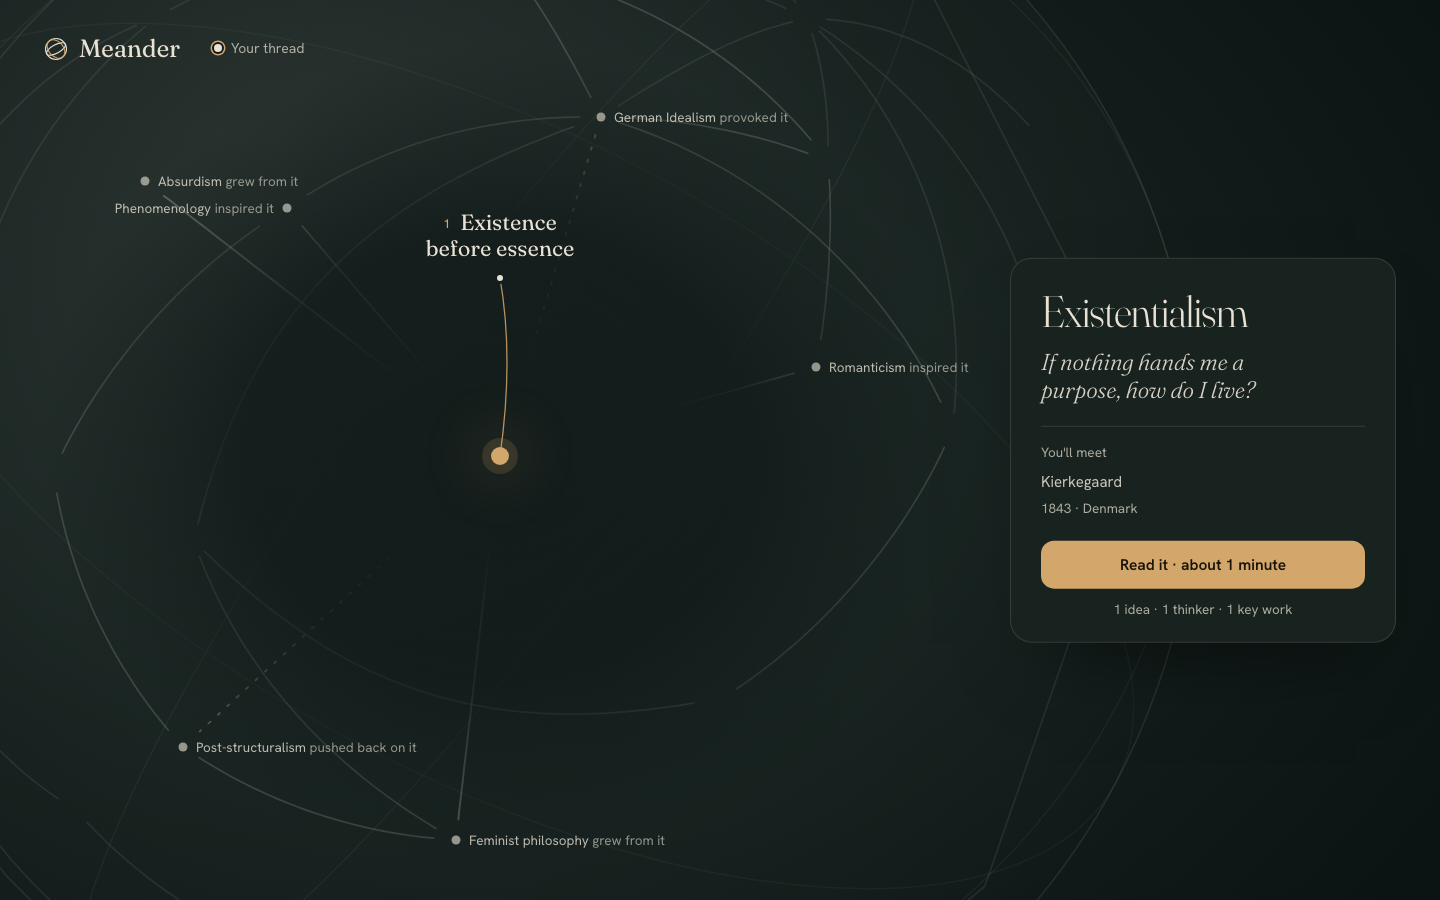 Meander
Your thread
German Idealism provoked it
Absurdism grew from it
Phenomenology inspired it
1 Existence
before essence
Romanticism inspired it
Existentialism
If nothing hands me a
purpose, how do I live?
You'll meet
Kierkegaard
1843 · Denmark
Read it · about 1 minute
1 idea · 1 thinker · 1 key work
Post-structuralism pushed back on it
Feminist philosophy grew from it